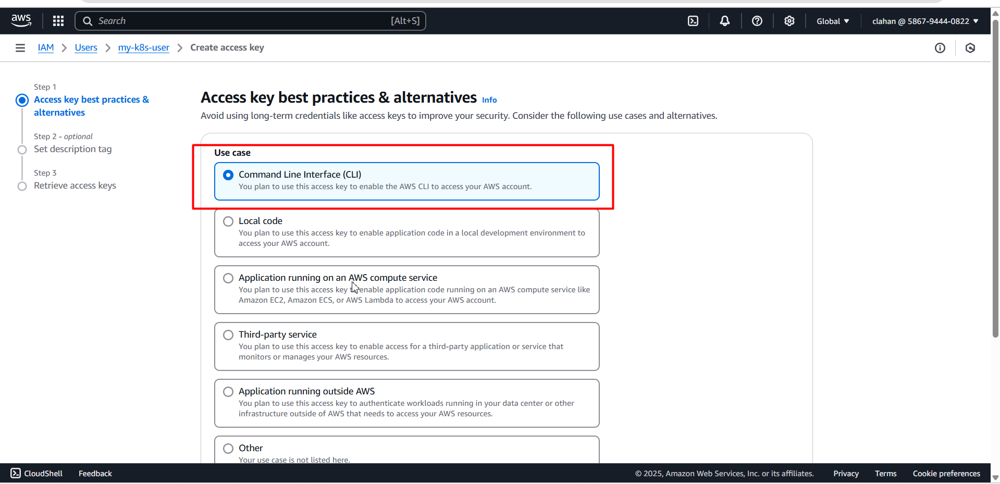 aws
Search
[Alt+S]
Global
clahan @ 5867-9444-0822
IAM
Users
my-k8s-user
Create access key
Step 1
Access key best practices &
alternatives
Step 2 - optional
Set description tag
Step 3
Retrieve access keys
Access key best practices & alternatives Info
Avoid using long-term credentials like access keys to improve your security. Consider the following use cases and alternatives.
Use case
Command Line Interface (CLI)
You plan to use this access key to enable the AWS CLI to access your AWS account.
Local code
You plan to use this access key to enable application code in a local development environment to
access your AWS account.
Application running on an AWS compute service
You plan to use this access key to enable application code running on an AWS compute service like
Amazon EC2, Amazon ECS, or AWS Lambda to access your AWS account.
Third-party service
You plan to use this access key to enable access for a third-party application or service that
monitors or manages your AWS resources.
Application running outside AWS
You plan to use this access key to authenticate workloads running in your data center or other
infrastructure outside of AWS that needs to access your AWS resources.
Other
Your use case is not listed here.
CloudShell
Feedback
© 2025, Amazon Web Services, Inc. or its affiliates.
Privacy
Terms
Cookie preferences